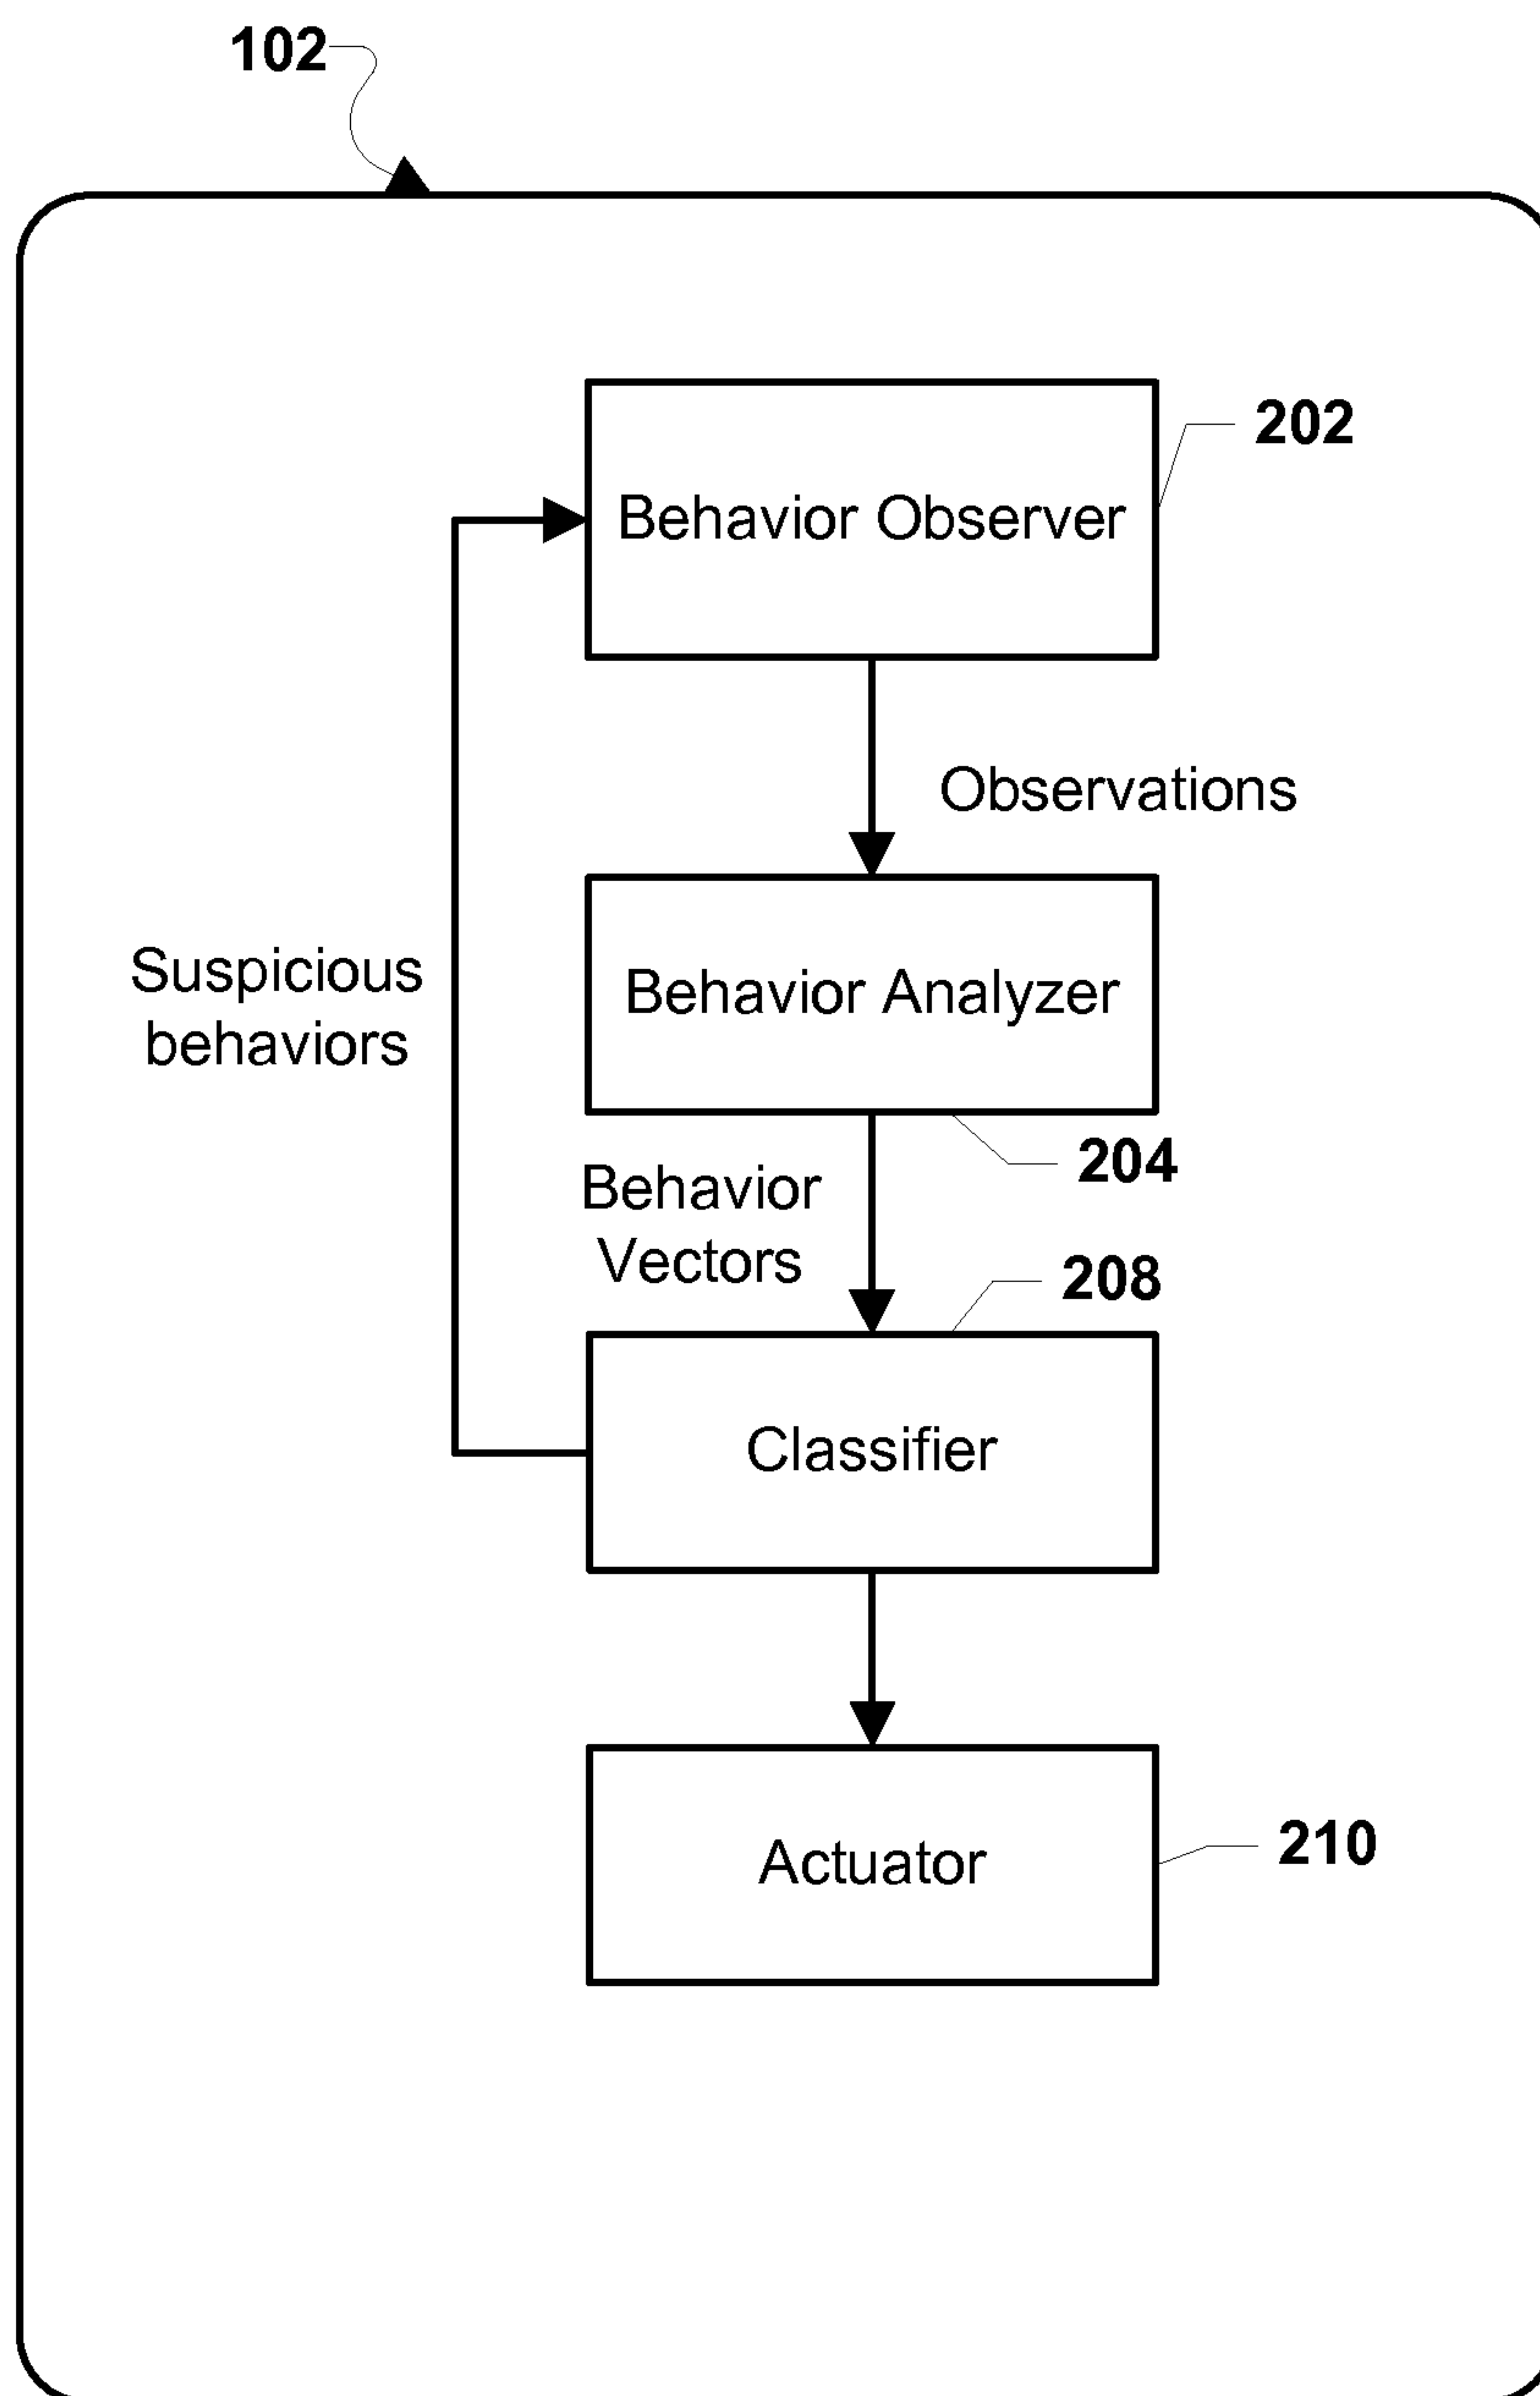 102
202
Behavior Observer
Observations
Suspicious
behaviors
Behavior Analyzer
204
Behavior
Vectors
208
Classifier
Actuator
210